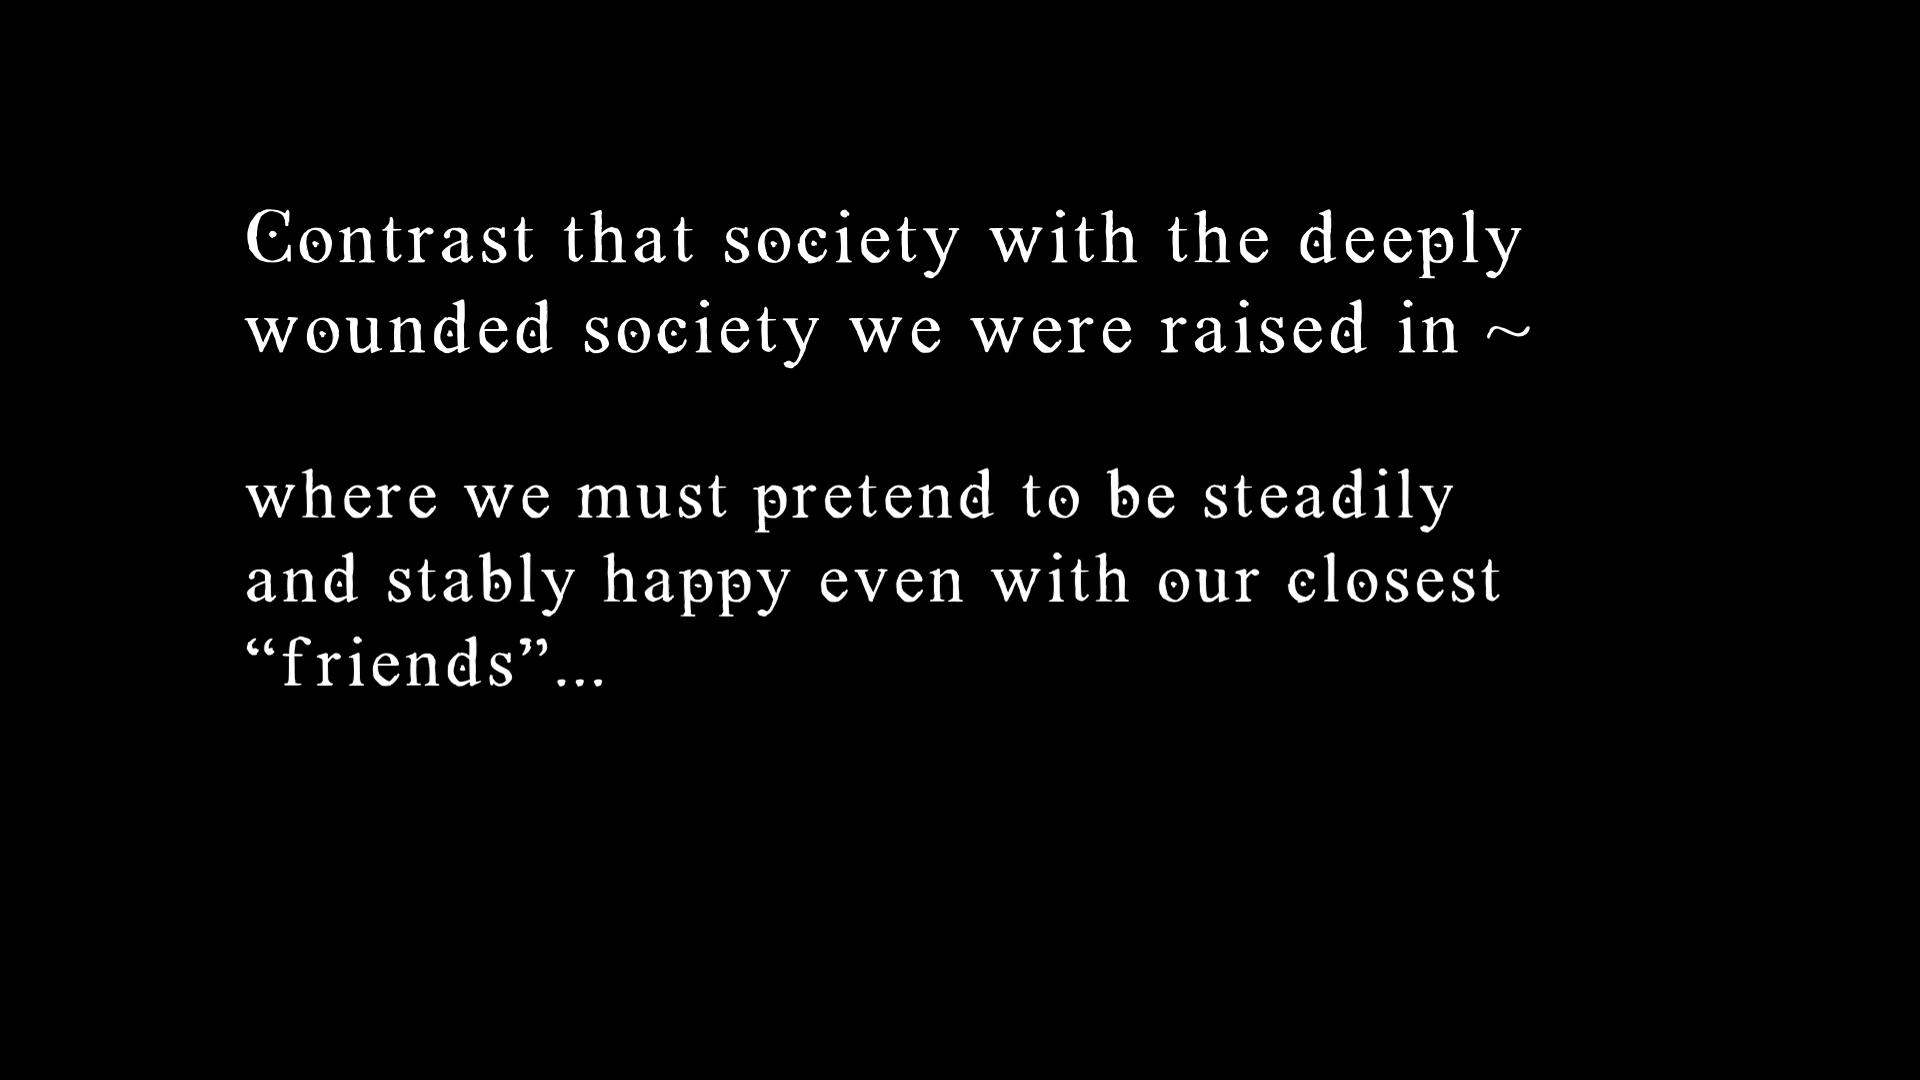 Contrast that society with the deeply
wounded society we were raised in ~
where we must pretend to be steadily
and stably happy even with our closest
“friends”...